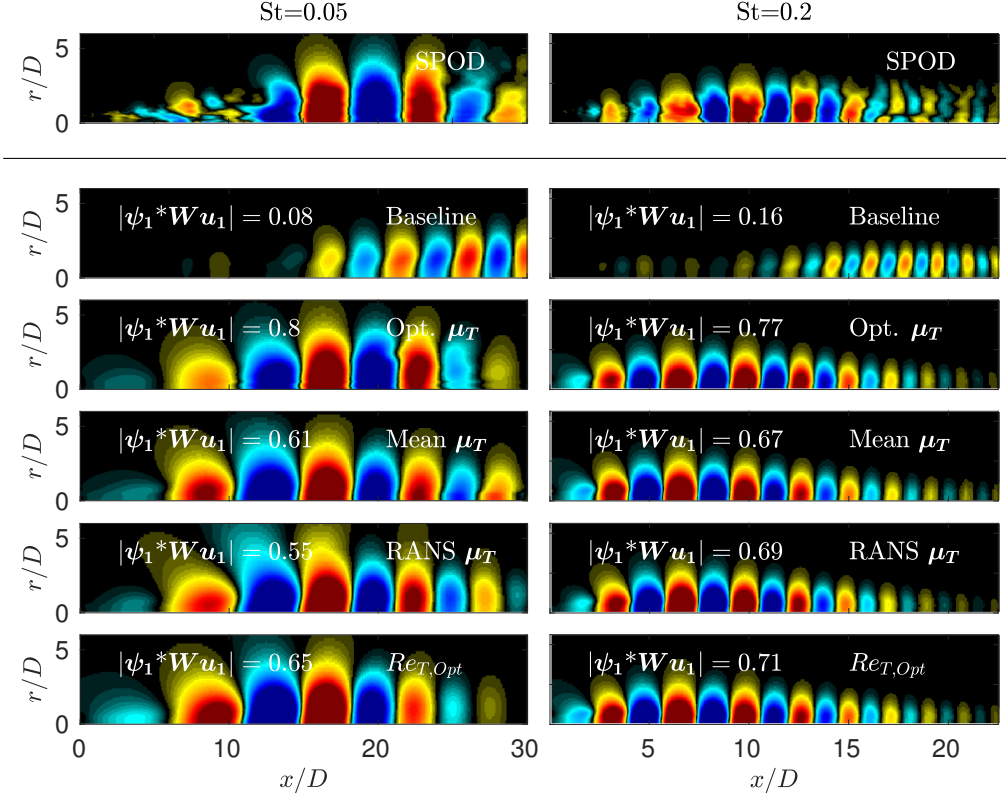 St=0.05 St=0.2
r/D 5 0 SPOD SPOD
r/D 5 0 |ψ₁*Wu₁| = 0.08 Baseline |ψ₁*Wu₁| = 0.16 Baseline
r/D 5 0 |ψ₁*Wu₁| = 0.8 Opt. μ_T |ψ₁*Wu₁| = 0.77 Opt. μ_T
r/D 5 0 |ψ₁*Wu₁| = 0.61 Mean μ_T |ψ₁*Wu₁| = 0.67 Mean μ_T
r/D 5 0 |ψ₁*Wu₁| = 0.55 RANS μ_T |ψ₁*Wu₁| = 0.69 RANS μ_T
r/D 5 0 |ψ₁*Wu₁| = 0.65 Re_{T,Opt} |ψ₁*Wu₁| = 0.71 Re_{T,Opt}
0 10 20 30 5 10 15 20
x/D x/D